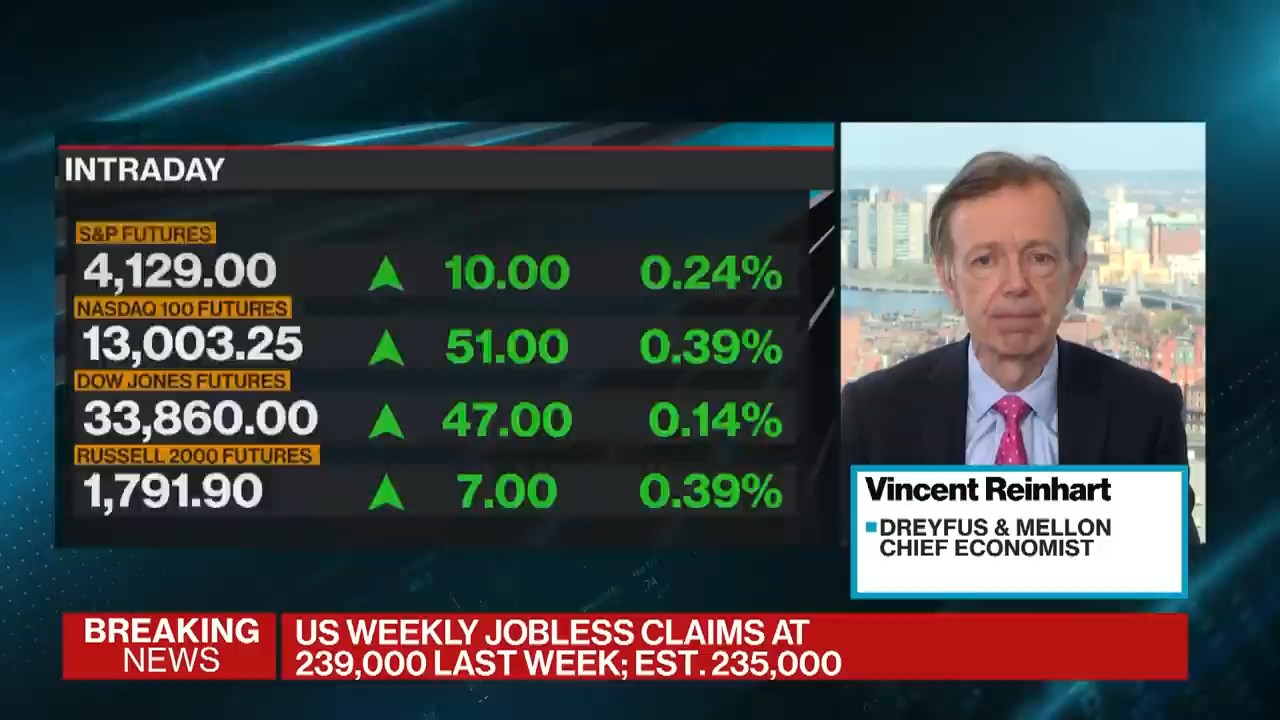 INTRADAY
S&P FUTURES
4,129.00 10.00 0.24%
NASDAQ 100 FUTURES
13,003.25 51.00 0.39%
DOW JONES FUTURES
33,860.00 47.00 0.14%
RUSSELL 2000 FUTURES
1,791.90 7.00 0.39%
Vincent Reinhart
DREYFUS & MELLON
CHIEF ECONOMIST
BREAKING
NEWS
US WEEKLY JOBLESS CLAIMS AT
239,000 LAST WEEK; EST. 235,000